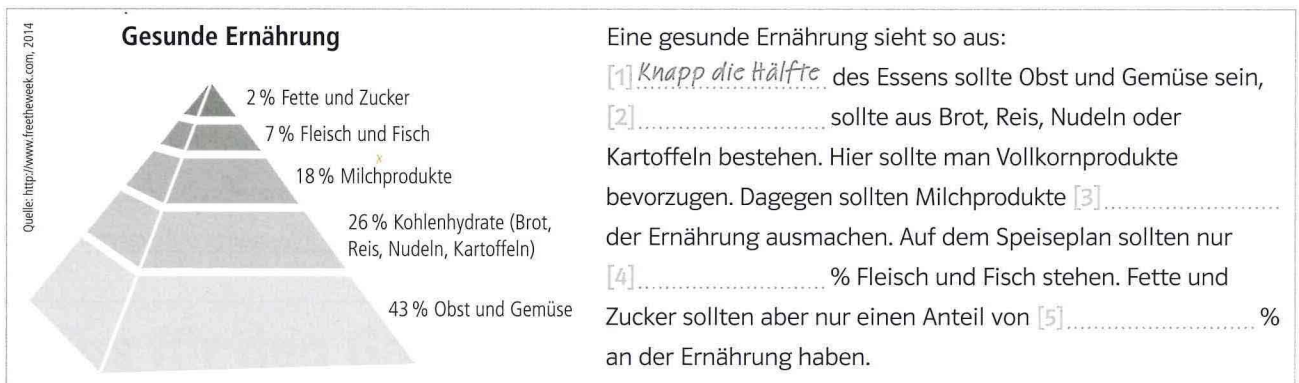 Quelle: http://www.freetheweek.com, 2014
Gesunde Ernährung
2 % Fette und Zucker
7 % Fleisch und Fisch
x
18 % Milchprodukte
26 % Kohlenhydrate (Brot,
Reis, Nudeln, Kartoffeln)
43 % Obst und Gemüse
Eine gesunde Ernährung sieht so aus:
[1] Knapp die Hälfte des Essens sollte Obst und Gemüse sein,
[2] .......................... sollte aus Brot, Reis, Nudeln oder
Kartoffeln bestehen. Hier sollte man Vollkornprodukte
bevorzugen. Dagegen sollten Milchprodukte [3] ..........................
der Ernährung ausmachen. Auf dem Speiseplan sollten nur
[4] .......................... % Fleisch und Fisch stehen. Fette und
Zucker sollten aber nur einen Anteil von [5] .......................... %
an der Ernährung haben.